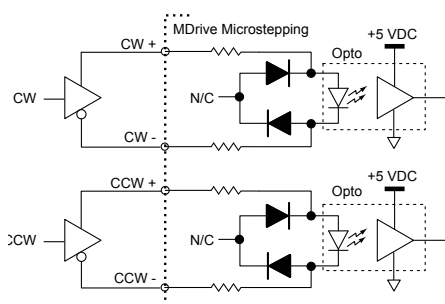 MDrive Microstepping
+5 VDC
CW +
Opto
CW
N/C
CW -
+5 VDC
CCW +
Opto
CCW
N/C
CCW -